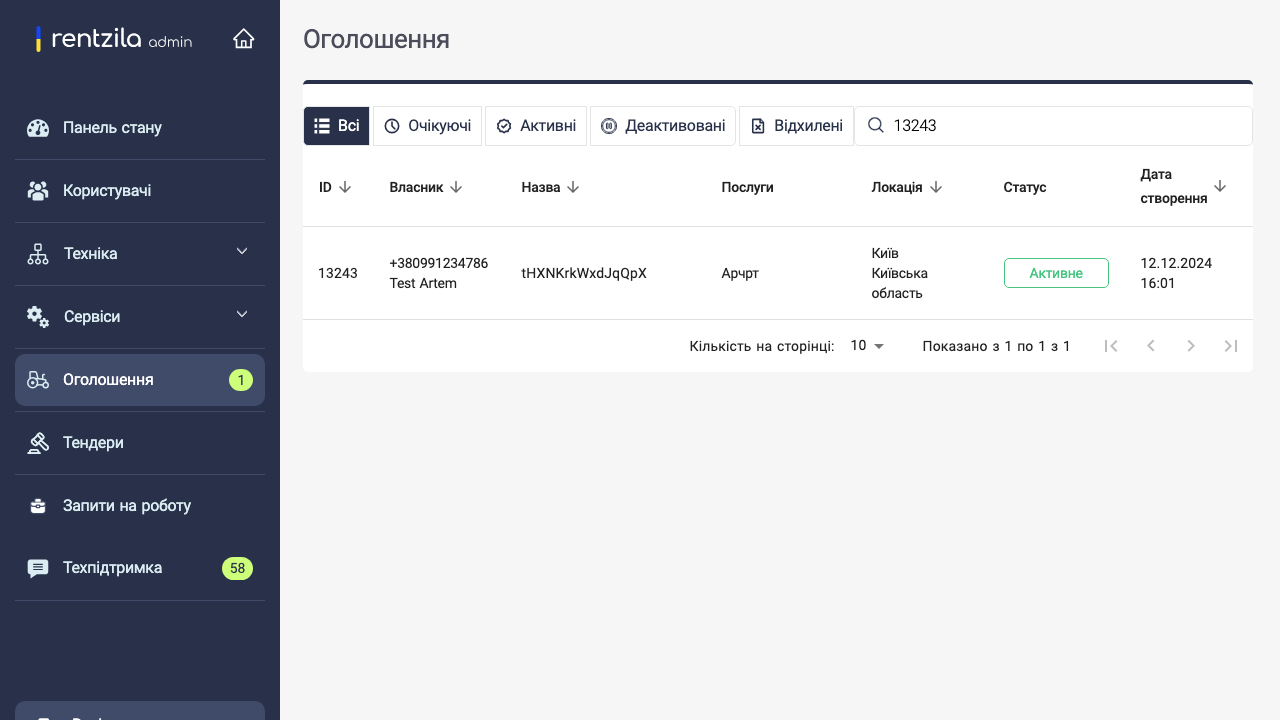 rentzila admin
Панель стану
Користувачі
Техніка
Сервіси
Оголошення 1
Тендери
Запити на роботу
Техпідтримка 58
Оголошення
Всі Очікуючі Активні Деактивовані Відхилені 13243
ID Власник Назва Послуги Локація Статус Дата створення
13243 +380991234786 Test Artem tHXNKrkWxdJqQpX Арчрт Київ Київська область Активне 12.12.2024 16:01
Кількість на сторінці: 10 Показано з 1 по 1 з 1